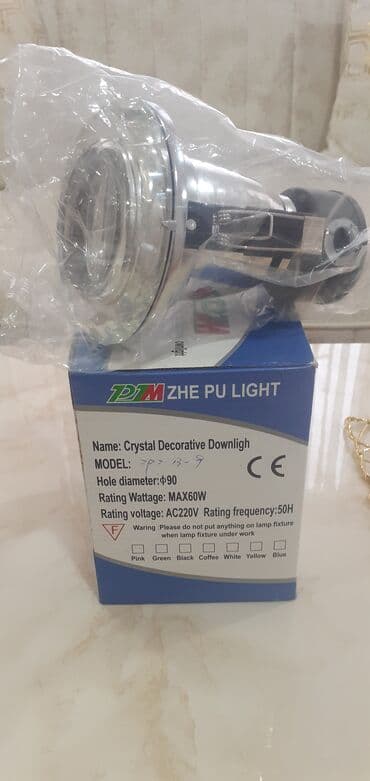 ZHE PU LIGHT
Name: Crystal Decorative Downligh
MODEL:
CE
Hole diameter:Φ90
Rating Wattage: MAX60W
Rating voltage: AC220V Rating frequency:50H
F
Waring :Please do not put anything on lamp fixture
when lamp fixture under work
Pink Green Black Coffee White Yellow Blue